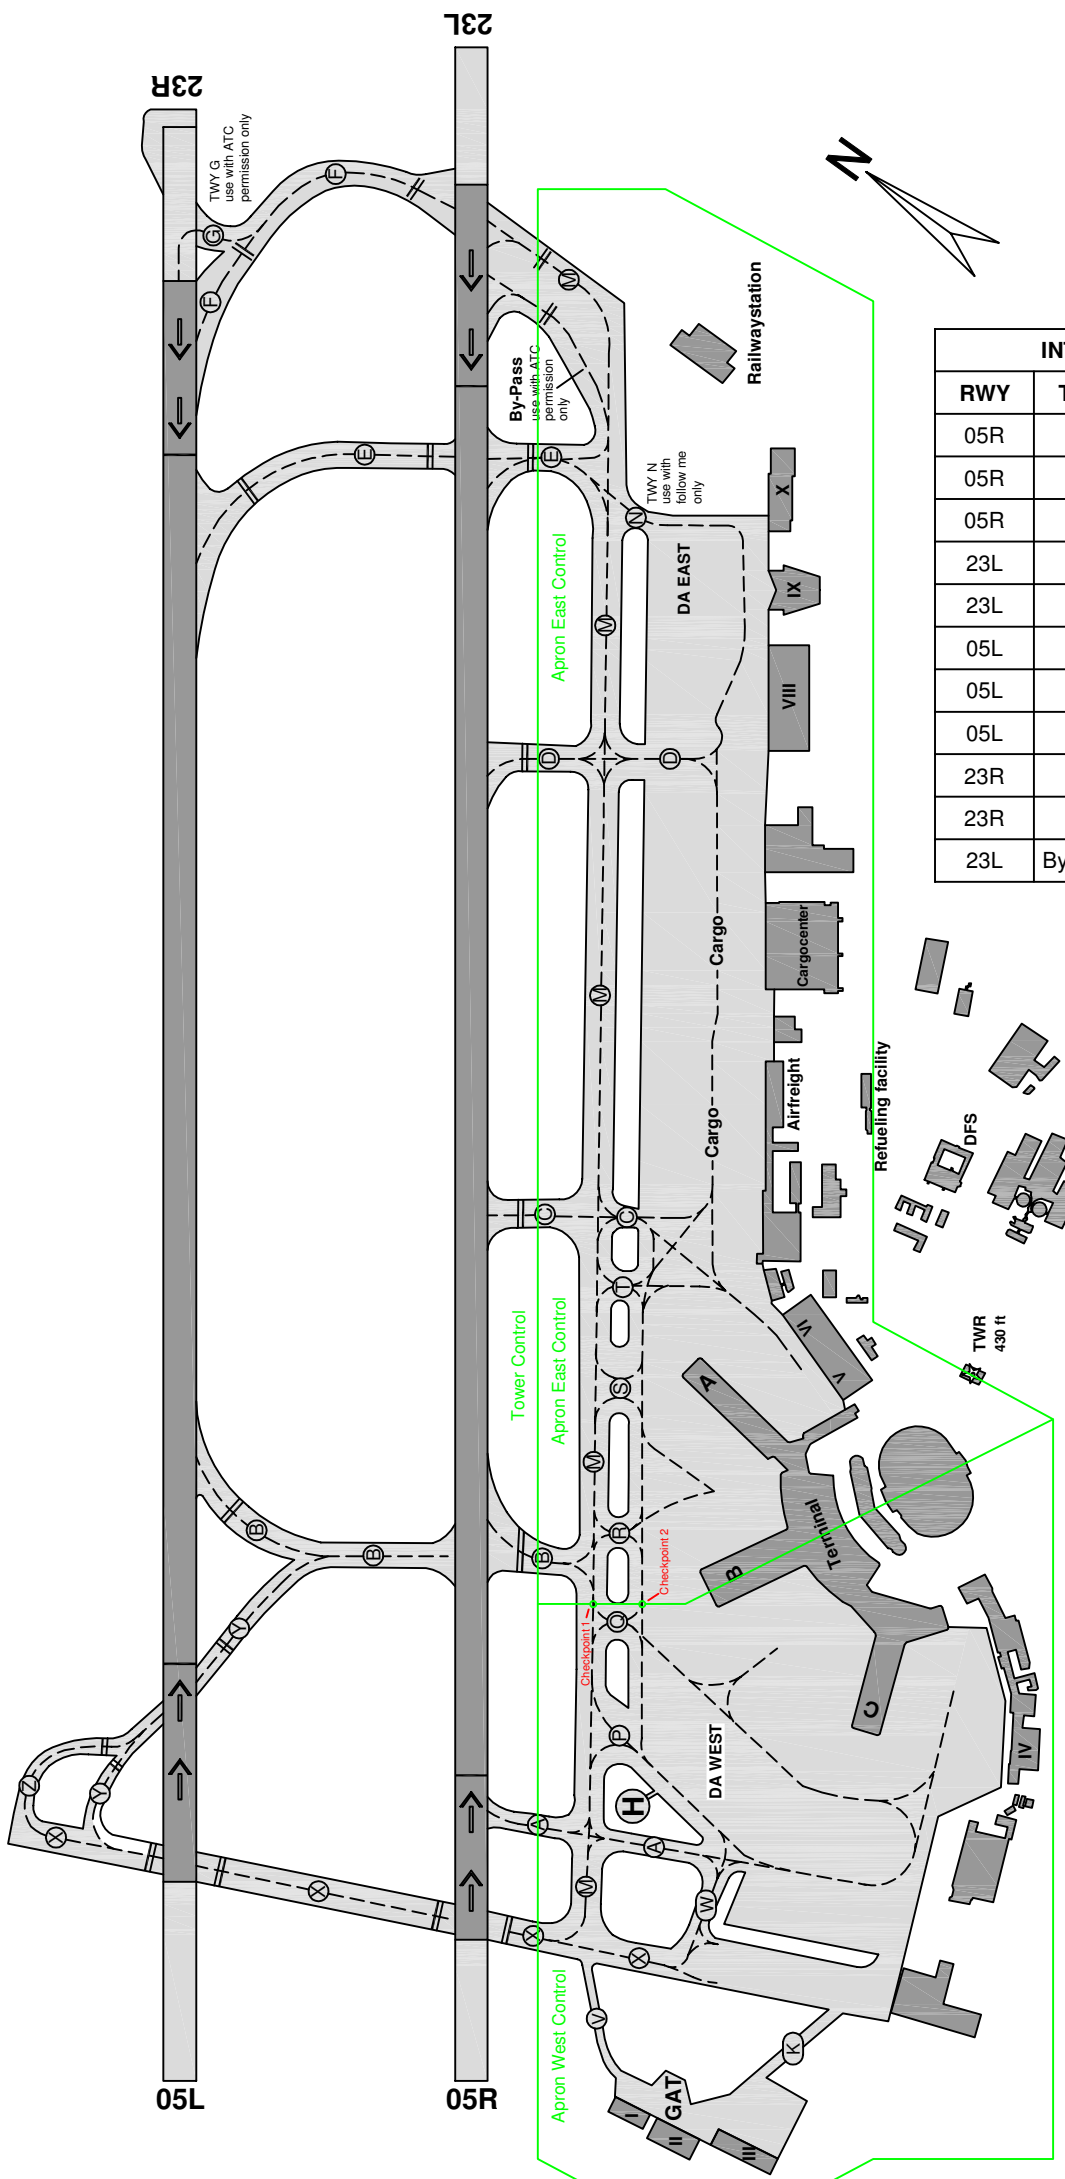 23L
23R
TWY G
use with ATC
permission only
F
G
F
M
N
Railwaystation
By-Pass
use with ATC
permission
only
E
E
TWY N
use with
follow me
only
N
X
IX
VIII
DA EAST
Apron East Control
M
D
D
RWY
05R
05R
05R
23L
23L
05L
05L
05L
23R
23R
23L
M
Cargo
Cargocenter
Cargo
Airfreight
Refueling facility
DFS
C
C
T
Tower Control
Apron East Control
S
M
VI
V
TWR
430 ft
A
B
B
B
R
Checkpoint 2
Checkpoint 1
Q
B
Terminal
Y
P
DA WEST
C
IV
Z
Y
X
H
A
A
M
W
X
X
X
Apron West Control
V
K
GAT
I
II
III
05L
05R